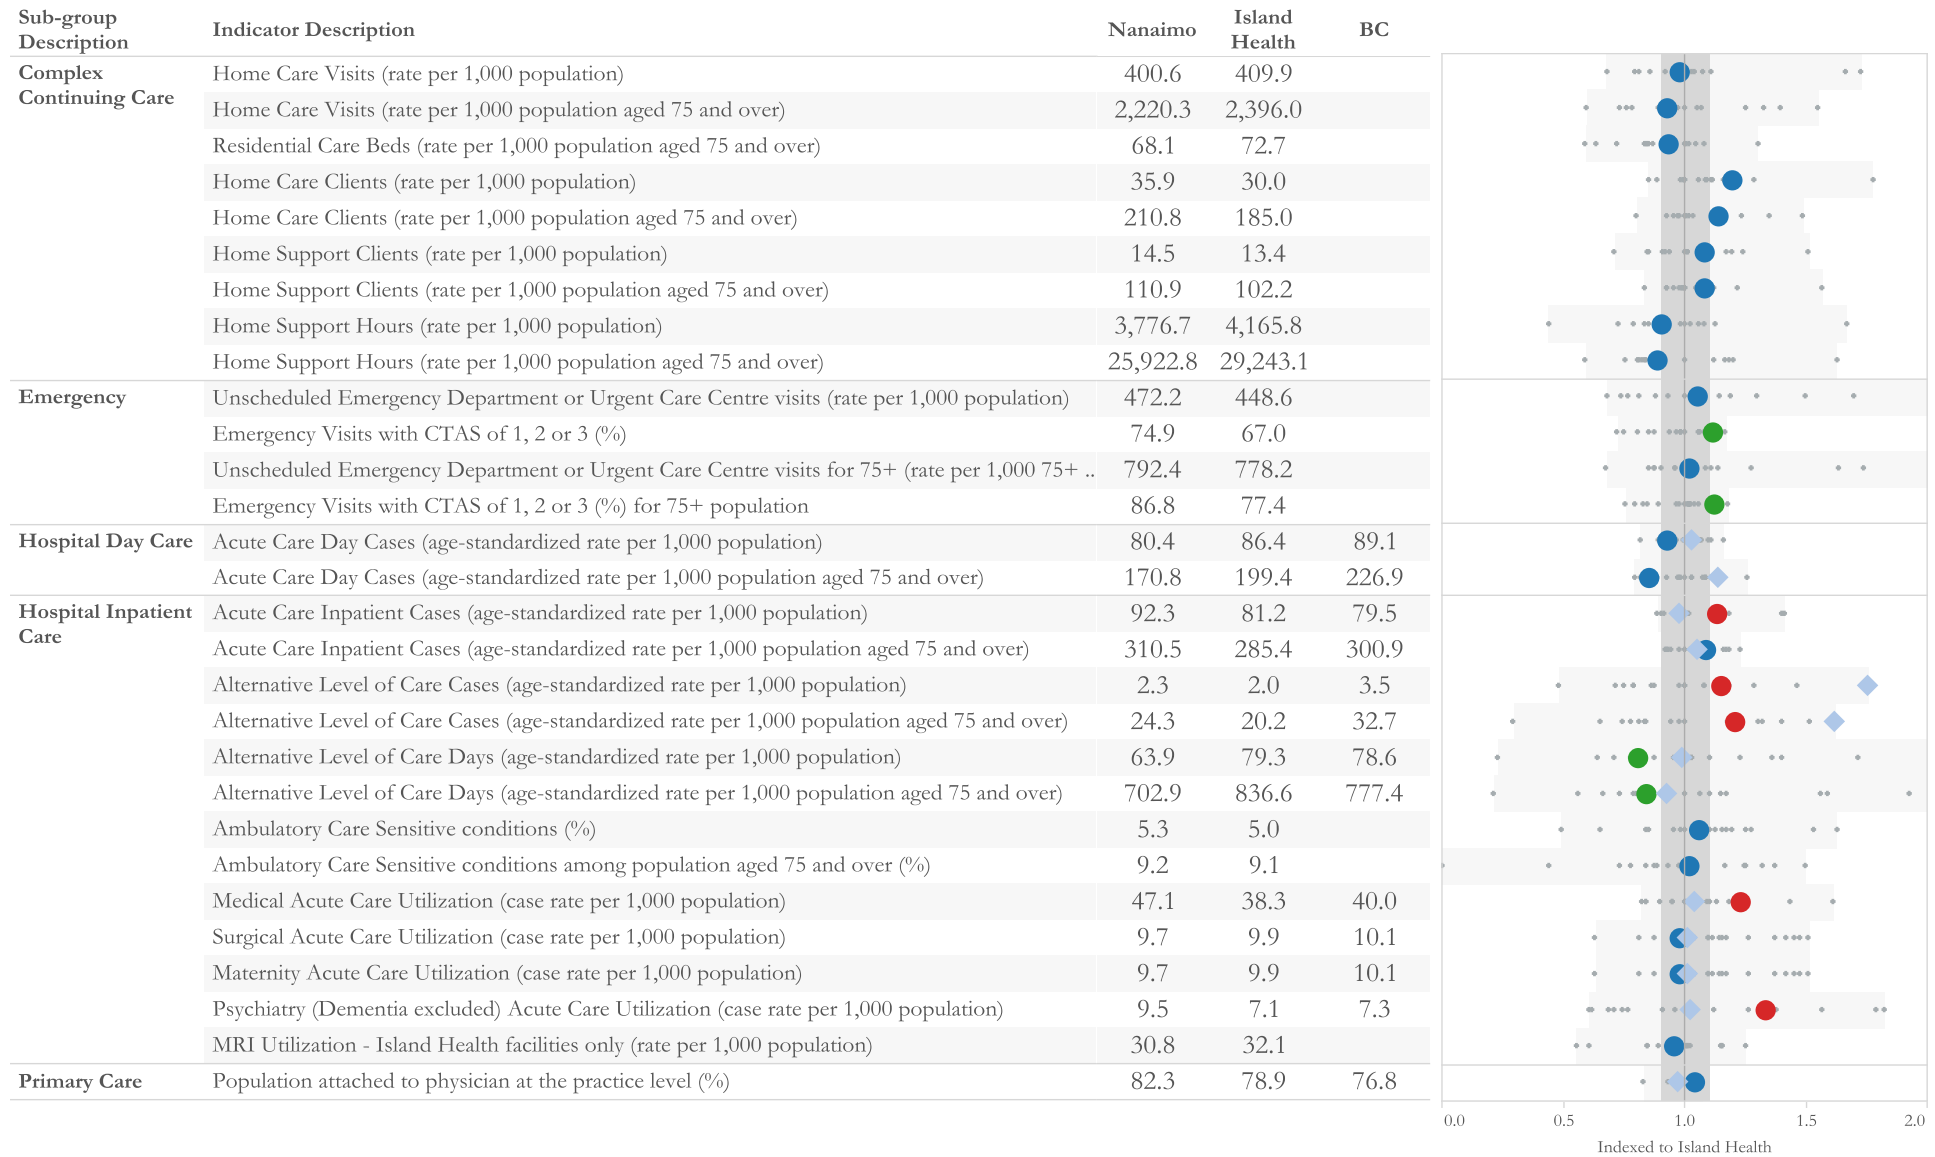 Sub-group Description Indicator Description Nanaimo Island Health BC
Complex Continuing Care Home Care Visits (rate per 1,000 population) 400.6 409.9
Home Care Visits (rate per 1,000 population aged 75 and over) 2,220.3 2,396.0
Residential Care Beds (rate per 1,000 population aged 75 and over) 68.1 72.7
Home Care Clients (rate per 1,000 population) 35.9 30.0
Home Care Clients (rate per 1,000 population aged 75 and over) 210.8 185.0
Home Support Clients (rate per 1,000 population) 14.5 13.4
Home Support Clients (rate per 1,000 population aged 75 and over) 110.9 102.2
Home Support Hours (rate per 1,000 population) 3,776.7 4,165.8
Home Support Hours (rate per 1,000 population aged 75 and over) 25,922.8 29,243.1
Emergency Unscheduled Emergency Department or Urgent Care Centre visits (rate per 1,000 population) 472.2 448.6
Emergency Visits with CTAS of 1, 2 or 3 (%) 74.9 67.0
Unscheduled Emergency Department or Urgent Care Centre visits for 75+ (rate per 1,000 75+ .. 792.4 778.2
Emergency Visits with CTAS of 1, 2 or 3 (%) for 75+ population 86.8 77.4
Hospital Day Care Acute Care Day Cases (age-standardized rate per 1,000 population) 80.4 86.4 89.1
Acute Care Day Cases (age-standardized rate per 1,000 population aged 75 and over) 170.8 199.4 226.9
Hospital Inpatient Care Acute Care Inpatient Cases (age-standardized rate per 1,000 population) 92.3 81.2 79.5
Acute Care Inpatient Cases (age-standardized rate per 1,000 population aged 75 and over) 310.5 285.4 300.9
Alternative Level of Care Cases (age-standardized rate per 1,000 population) 2.3 2.0 3.5
Alternative Level of Care Cases (age-standardized rate per 1,000 population aged 75 and over) 24.3 20.2 32.7
Alternative Level of Care Days (age-standardized rate per 1,000 population) 63.9 79.3 78.6
Alternative Level of Care Days (age-standardized rate per 1,000 population aged 75 and over) 702.9 836.6 777.4
Ambulatory Care Sensitive conditions (%) 5.3 5.0
Ambulatory Care Sensitive conditions among population aged 75 and over (%) 9.2 9.1
Medical Acute Care Utilization (case rate per 1,000 population) 47.1 38.3 40.0
Surgical Acute Care Utilization (case rate per 1,000 population) 9.7 9.9 10.1
Maternity Acute Care Utilization (case rate per 1,000 population) 9.7 9.9 10.1
Psychiatry (Dementia excluded) Acute Care Utilization (case rate per 1,000 population) 9.5 7.1 7.3
MRI Utilization - Island Health facilities only (rate per 1,000 population) 30.8 32.1
Primary Care Population attached to physician at the practice level (%) 82.3 78.9 76.8
0.0 0.5 1.0 1.5 2.0
Indexed to Island Health